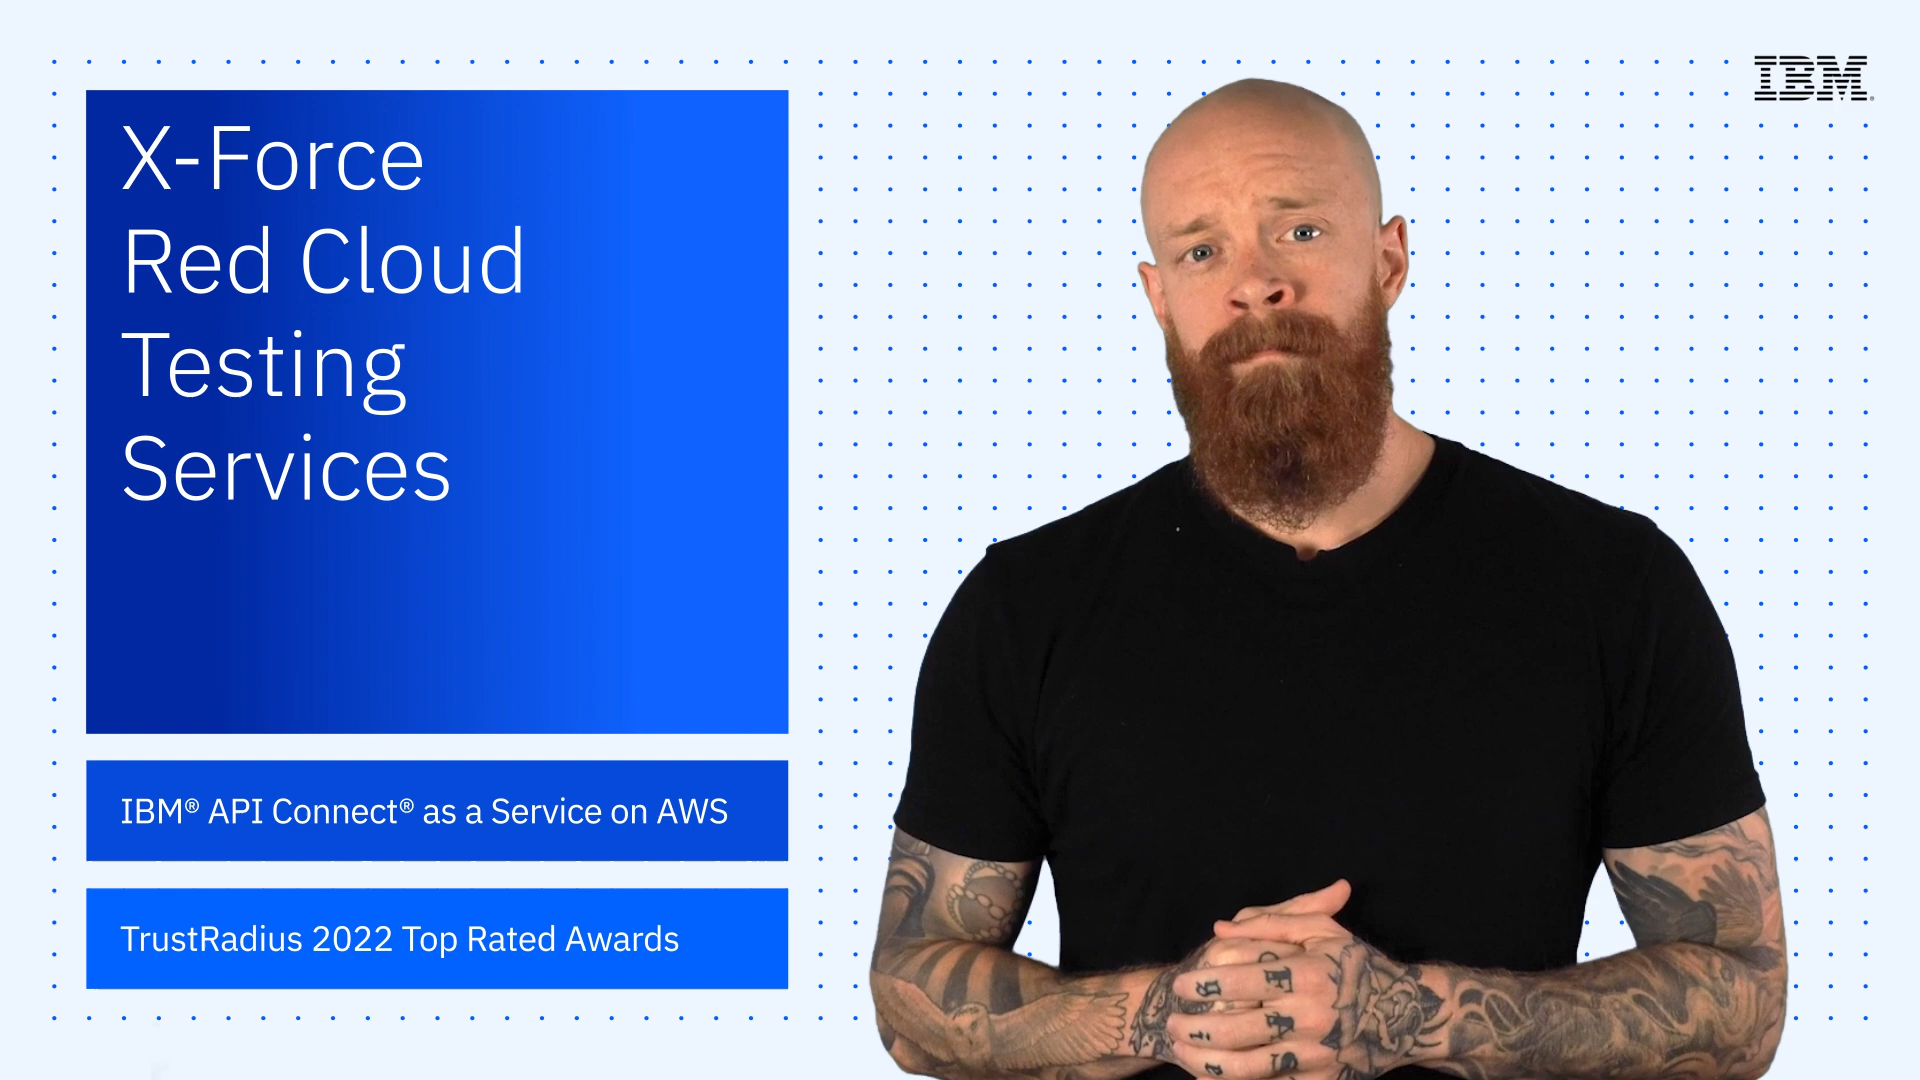 X-Force
Red Cloud
Testing
Services
IBM® API Connect® as a Service on AWS
TrustRadius 2022 Top Rated Awards
IBM®